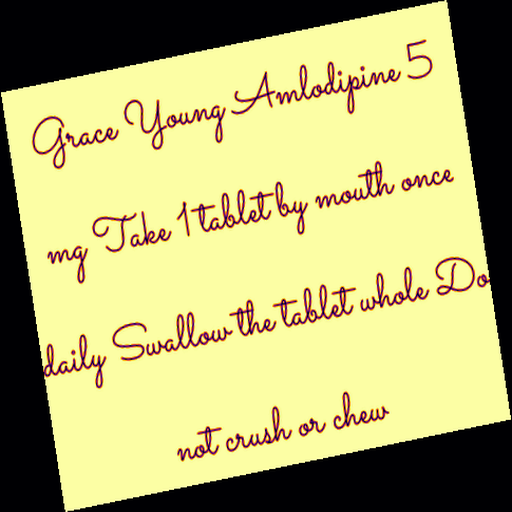 Grace Young Amlodipine 5
mg Take 1 tablet by mouth once
daily Swallow the tablet whole Do
not crush or chew